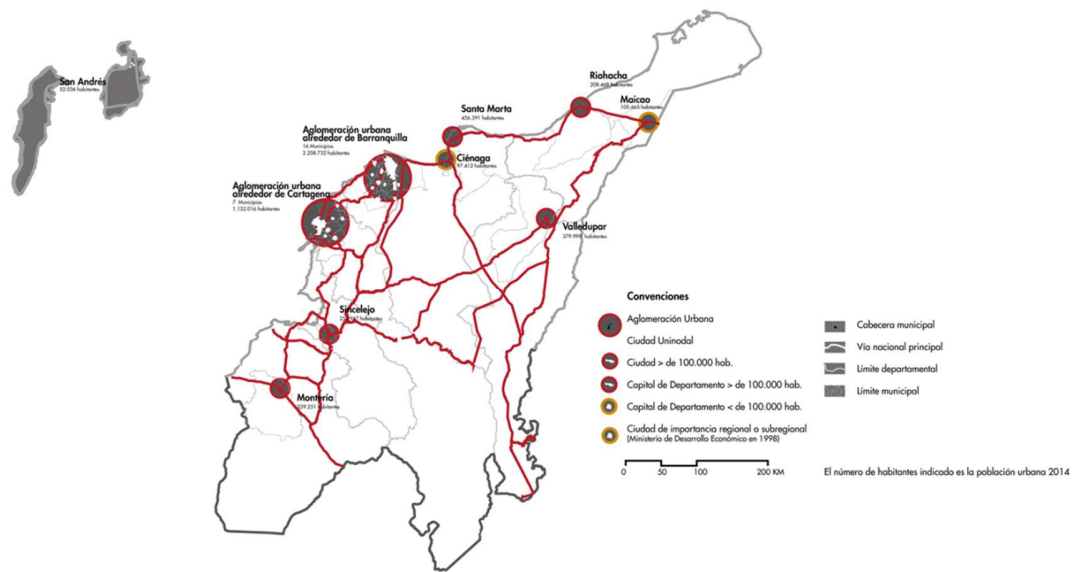 San Andrés
52.036 habitantes
Riohacha
208.468 habitantes
Maicao
105.665 habitantes
Santa Marta
456.391 habitantes
Ciénaga
97.412 habitantes
Aglomeración urbana
alrededor de Barranquilla
16 Municipios
2.258.732 habitantes
Aglomeración urbana
alrededor de Cartagena
7 Municipios
1.132.016 habitantes
Valledupar
habitantes
Sincelejo
habitantes
Montería
339.251 habitantes
Convenciones
Aglomeración Urbana
Ciudad Uninodal
Ciudad > de 100.000 hab.
Capital de Departamento > de 100.000 hab.
Capital de Departamento < de 100.000 hab.
Ciudad de importancia regional o subregional
(Ministerio de Desarrollo Económico en 1998)
Cabecera municipal
Vía nacional principal
Límite departamental
Límite municipal
0 50 100 200 KM
El número de habitantes indicado es la población urbana 2014